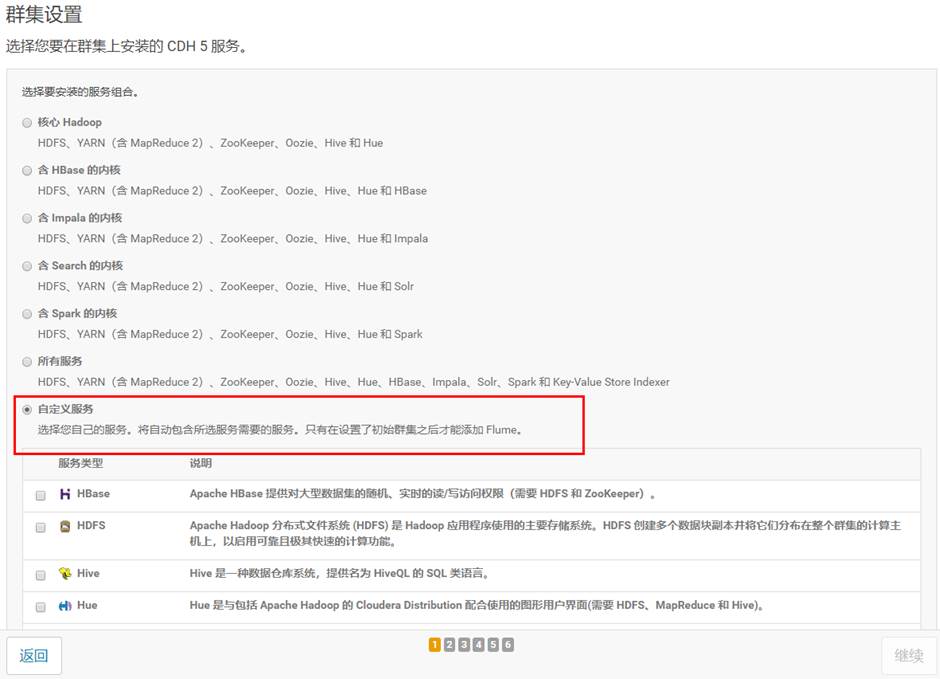 群集设置
选择您要在群集上安装的 CDH 5 服务。
选择要安装的服务组合。
核心 Hadoop
HDFS、YARN（含 MapReduce 2）、ZooKeeper、Oozie、Hive 和 Hue
含 HBase 的内核
HDFS、YARN（含 MapReduce 2）、ZooKeeper、Oozie、Hive、Hue 和 HBase
含 Impala 的内核
HDFS、YARN（含 MapReduce 2）、ZooKeeper、Oozie、Hive、Hue 和 Impala
含 Search 的内核
HDFS、YARN（含 MapReduce 2）、ZooKeeper、Oozie、Hive、Hue 和 Solr
含 Spark 的内核
HDFS、YARN（含 MapReduce 2）、ZooKeeper、Oozie、Hive、Hue 和 Spark
所有服务
HDFS、YARN（含 MapReduce 2）、ZooKeeper、Oozie、Hive、Hue、HBase、Impala、Solr、Spark 和 Key-Value Store Indexer
自定义服务
选择您自己的服务。将自动包含所选服务需要的服务。只有在设置了初始群集之后才能添加 Flume。
服务类型 说明
HBase Apache HBase 提供对大型数据集的随机、实时的读/写访问权限（需要 HDFS 和 ZooKeeper）。
HDFS Apache Hadoop 分布式文件系统 (HDFS) 是 Hadoop 应用程序使用的主要存储系统。HDFS 创建多个数据块副本并将它们分布在整个群集的计算主
机上，以启用可靠且极其快速的计算功能。
Hive Hive 是一种数据仓库系统，提供名为 HiveQL 的 SQL 类语言。
Hue Hue 是与包括 Apache Hadoop 的 Cloudera Distribution 配合使用的图形用户界面(需要 HDFS、MapReduce 和 Hive)。
返回 1 2 3 4 5 6 继续